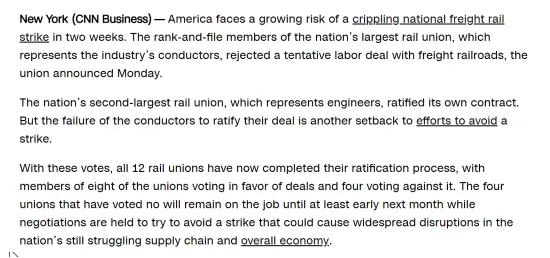 New York (CNN Business) — America faces a growing risk of a crippling national freight rail
strike in two weeks. The rank-and-file members of the nation's largest rail union, which
represents the industry's conductors, rejected a tentative labor deal with freight railroads, the
union announced Monday.
The nation's second-largest rail union, which represents engineers, ratified its own contract.
But the failure of the conductors to ratify their deal is another setback to efforts to avoid a
strike.
With these votes, all 12 rail unions have now completed their ratification process, with
members of eight of the unions voting in favor of deals and four voting against it. The four
unions that have voted no will remain on the job until at least early next month while
negotiations are held to try to avoid a strike that could cause widespread disruptions in the
nation's still struggling supply chain and overall economy.